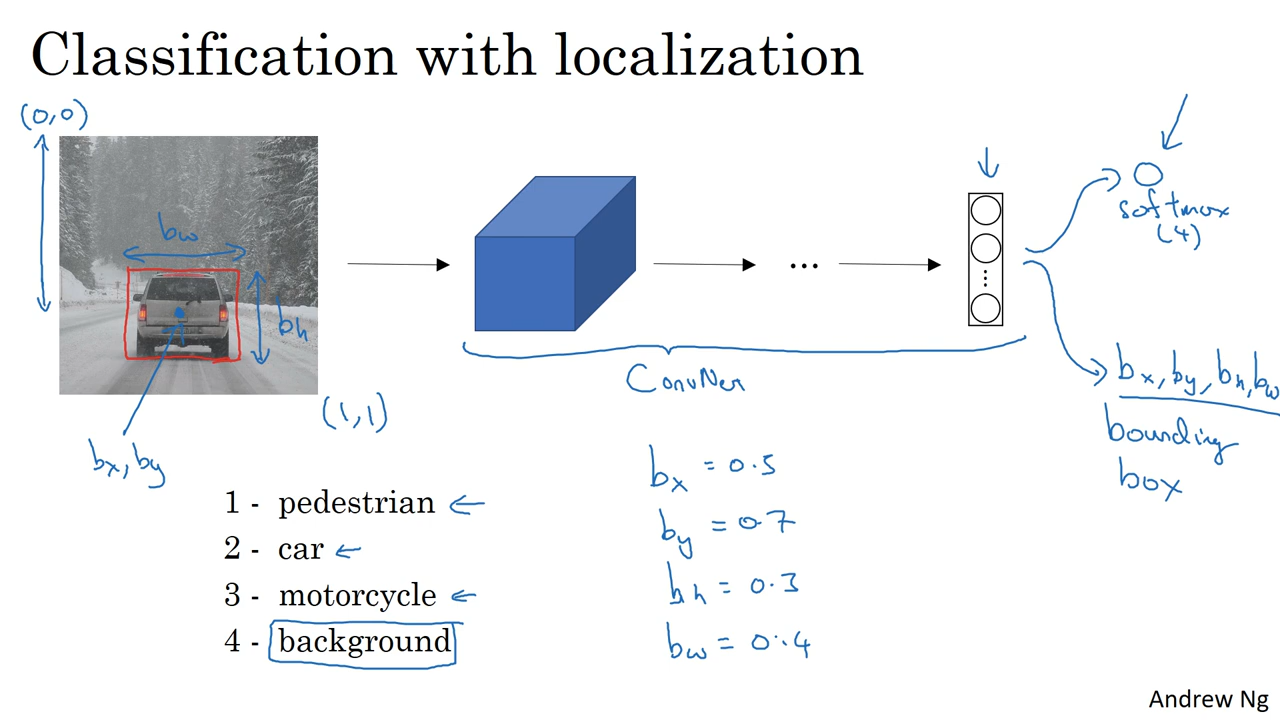 Classification with localization
(0,0)
bw
bh
(1,1)
bx, by
ConvNet
softmax
(4)
bx, by, bh, bw
bounding
box
1 - pedestrian
2 - car
3 - motorcycle
4 - background
bx = 0.5
by = 0.7
bh = 0.3
bw = 0.4
Andrew Ng